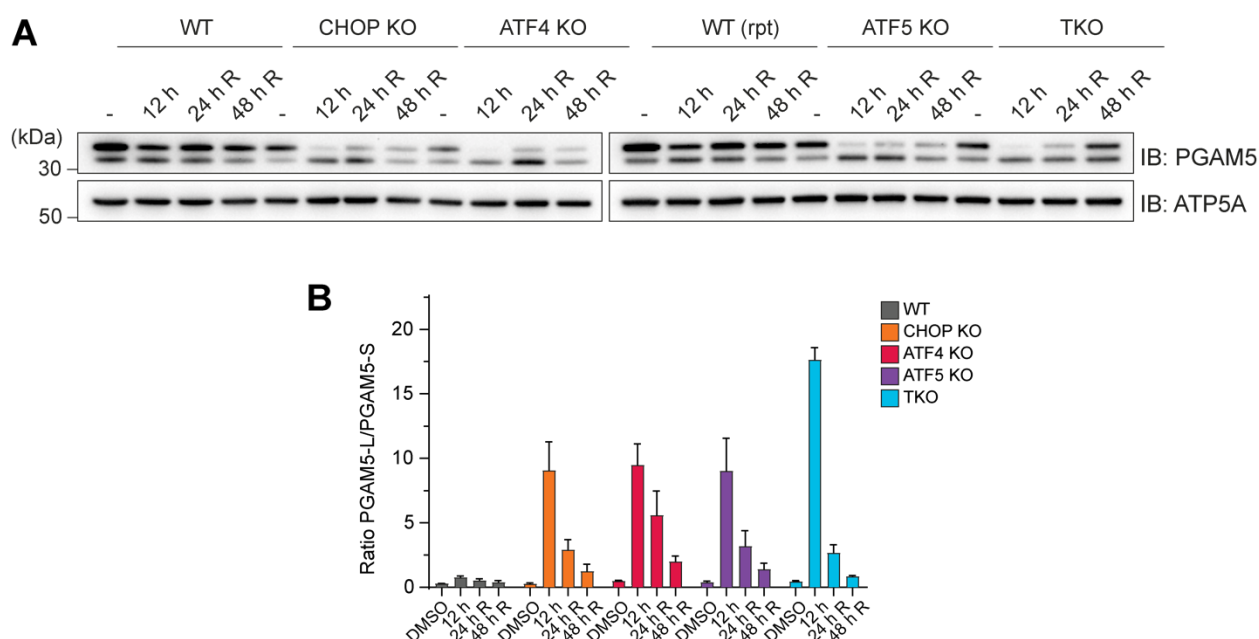 A
WT CHOP KO ATF4 KO WT (rpt) ATF5 KO TKO
- 12 h 24 h R 48 h R - 12 h 24 h R 48 h R - 12 h 24 h R 48 h R - 12 h 24 h R 48 h R - 12 h 24 h R 48 h R - 12 h 24 h R 48 h R
(kDa)
30 IB: PGAM5
50 IB: ATP5A
B
Ratio PGAM5-L/PGAM5-S
20
15
10
5
0
DMSO 12 h 24 h R 48 h R DMSO 12 h 24 h R 48 h R DMSO 12 h 24 h R 48 h R DMSO 12 h 24 h R 48 h R DMSO 12 h 24 h R 48 h R
WT
CHOP KO
ATF4 KO
ATF5 KO
TKO